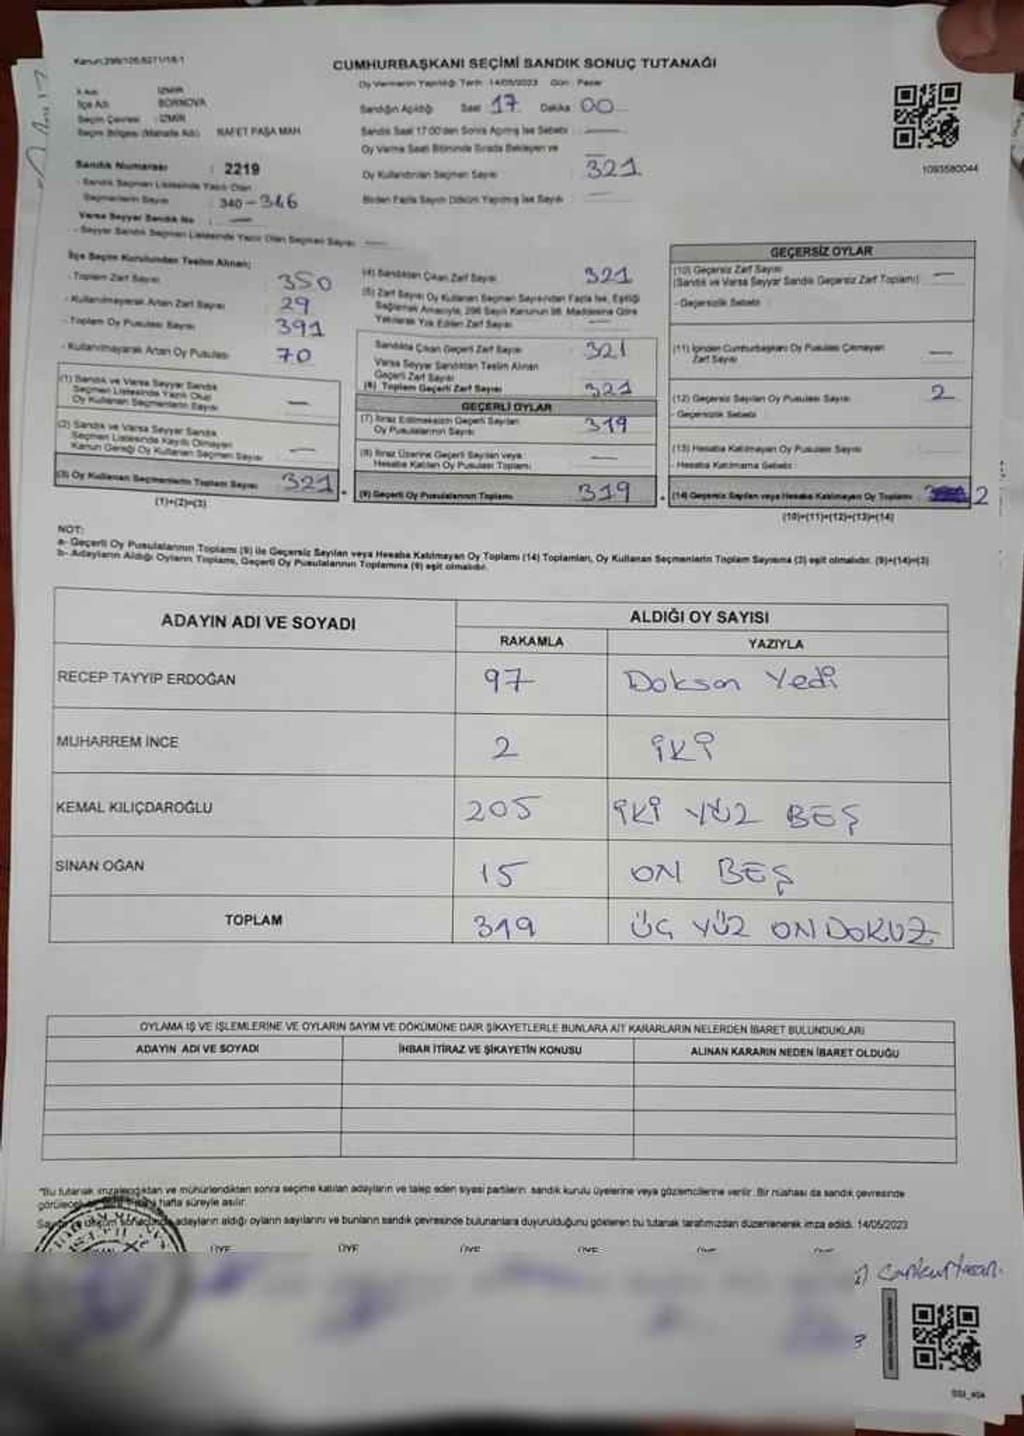 Kanun:298/105,6271/18/1
CUMHURBAŞKANI SEÇİMİ SANDIK SONUÇ TUTANAĞI
Oy Vermenin Yapıldığı Tarih : 14/05/2023 Gün : Pazar
İl Adı : İZMİR
İlçe Adı : BORNOVA
Seçim Çevresi : İZMİR
Seçim Bölgesi (Mahalle Adı) : RAFET PAŞA MAH
Sandığın Açıldığı Saat 17 Dakika 00
Sandık Saat 17:00'den Sonra Açılmış İse Sebebi :
Oy Verme Saati Bitiminde Sırada Bekleyen ve
Oy Kullandırılan Seçmen Sayısı 321
Birden Fazla Sayım Döküm Yapılmış İse Sayısı :
1093580044
Sandık Numarası : 2219
- Sandık Seçmen Listesinde Yazılı Olan
Seçmenlerin Sayısı : 340 - 346
Varsa Seyyar Sandık No :
- Seyyar Sandık Seçmen Listesinde Yazılı Olan Seçmen Sayısı
İlçe Seçim Kurulundan Teslim Alınan;
- Toplam Zarf Sayısı 350
- Kullanılmayarak Artan Zarf Sayısı 29
- Toplam Oy Pusulası Sayısı 391
- Kullanılmayarak Artan Oy Pusulası 70
(1) Sandık ve Varsa Seyyar Sandık
Seçmen Listesinde Yazılı Olup
Oy Kullanan Seçmenlerin Sayısı —
(2) Sandık ve Varsa Seyyar Sandık
Seçmen Listesinde Kayıtlı Olmayan
Kanun Gereği Oy Kullanan Seçmen Sayısı —
(3) Oy Kullanan Seçmenlerin Toplam Sayısı 321
(1)+(2)=(3)
(4) Sandıktan Çıkan Zarf Sayısı 321
(5) Zarf Sayısı Oy Kullanan Seçmen Sayısından Fazla İse, Eşitliği
Sağlamak Amacıyla, 298 Sayılı Kanunun 98. Maddesine Göre
Yakılarak Yok Edilen Zarf Sayısı —
Sandıkta Çıkan Geçerli Zarf Sayısı 321
Varsa Seyyar Sandıktan Teslim Alınan
Geçerli Zarf Sayısı
(6) Toplam Geçerli Zarf Sayısı 321
GEÇERLİ OYLAR
(7) İtiraz Edilmeksizin Geçerli Sayılan
Oy Pusulalarının Sayısı 319
(8) İtiraz Üzerine Geçerli Sayılan veya
Hesaba Katılan Oy Pusulası Toplamı —
(9) Geçerli Oy Pusulalarının Toplamı 319
GEÇERSİZ OYLAR
(10) Geçersiz Zarf Sayısı
(Sandık ve Varsa Seyyar Sandık Geçersiz Zarf Toplamı) —
- Geçersizlik Sebebi :
(11) İçinden Cumhurbaşkanı Oy Pusulası Çıkmayan
Zarf Sayısı —
(12) Geçersiz Sayılan Oy Pusulası Sayısı 2
- Geçersizlik Sebebi :
(13) Hesaba Katılmayan Oy Pusulası Sayısı
- Hesaba Katılmama Sebebi :
(14) Geçersiz Sayılan veya Hesaba Katılmayan Oy Toplamı 2
(10)+(11)+(12)+(13)=(14)
NOT:
a- Geçerli Oy Pusulalarının Toplamı (9) ile Geçersiz Sayılan veya Hesaba Katılmayan Oy Toplamı (14) Toplamları, Oy Kullanan Seçmenlerin Toplam Sayısına (3) eşit olmalıdır. (9)+(14)=(3)
b- Adayların Aldığı Oyların Toplamı, Geçerli Oy Pusulalarının Toplamına (9) eşit olmalıdır.
ADAYIN ADI VE SOYADI ALDIĞI OY SAYISI
RAKAMLA YAZIYLA
RECEP TAYYİP ERDOĞAN 97 Doksan Yedi
MUHARREM İNCE 2 İKİ
KEMAL KILIÇDAROĞLU 205 İKİ YÜZ BEŞ
SİNAN OĞAN 15 ON BEŞ
TOPLAM 319 ÜÇ YÜZ ON DOKUZ
OYLAMA İŞ VE İŞLEMLERİNE VE OYLARIN SAYIM VE DÖKÜMÜNE DAİR ŞİKAYETLERLE BUNLARA AİT KARARLARIN NELERDEN İBARET BULUNDUKLARI
ADAYIN ADI VE SOYADI İHBAR İTİRAZ VE ŞİKAYETİN KONUSU ALINAN KARARIN NEDEN İBARET OLDUĞU
*Bu tutanak imzalandıktan ve mühürlendikten sonra seçime katılan adayların ve talep eden siyasi partilerin sandık kurulu üyelerine veya gözlemcilerine verilir. Bir nüshası da sandık çevresinde
görülecek hafta süreyle asılır.
adayların aldığı oyların sayılarını ve bunların sandık çevresinde bulunanlara duyurulduğunu gösteren bu tutanak tarafımızdan düzenlenerek imza edildi. 14/05/2023
ÜYE ÜYE ÜYE ÜYE